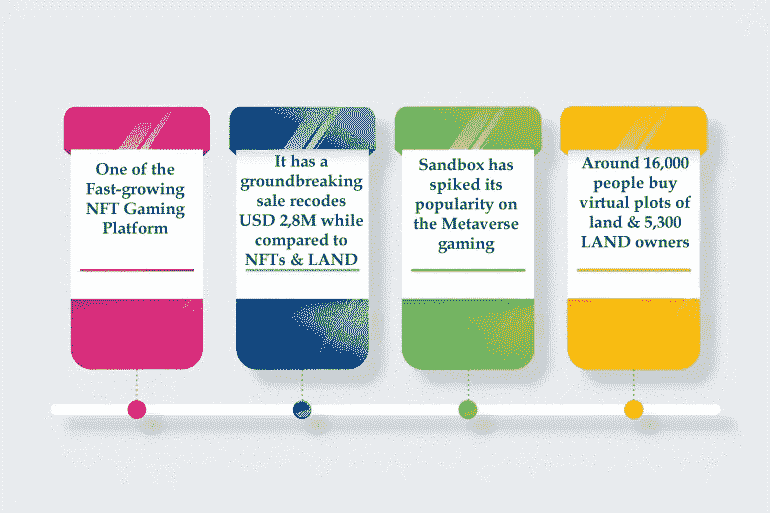 One of the
Fast-growing
NFT Gaming
Platform
It has a
groundbreaking
sale recodes
USD 2,8M while
compared to
NFTs & LAND
Sandbox has
spiked its
popularity on
the Metaverse
gaming
Around 16,000
people buy
virtual plots of
land & 5,300
LAND owners